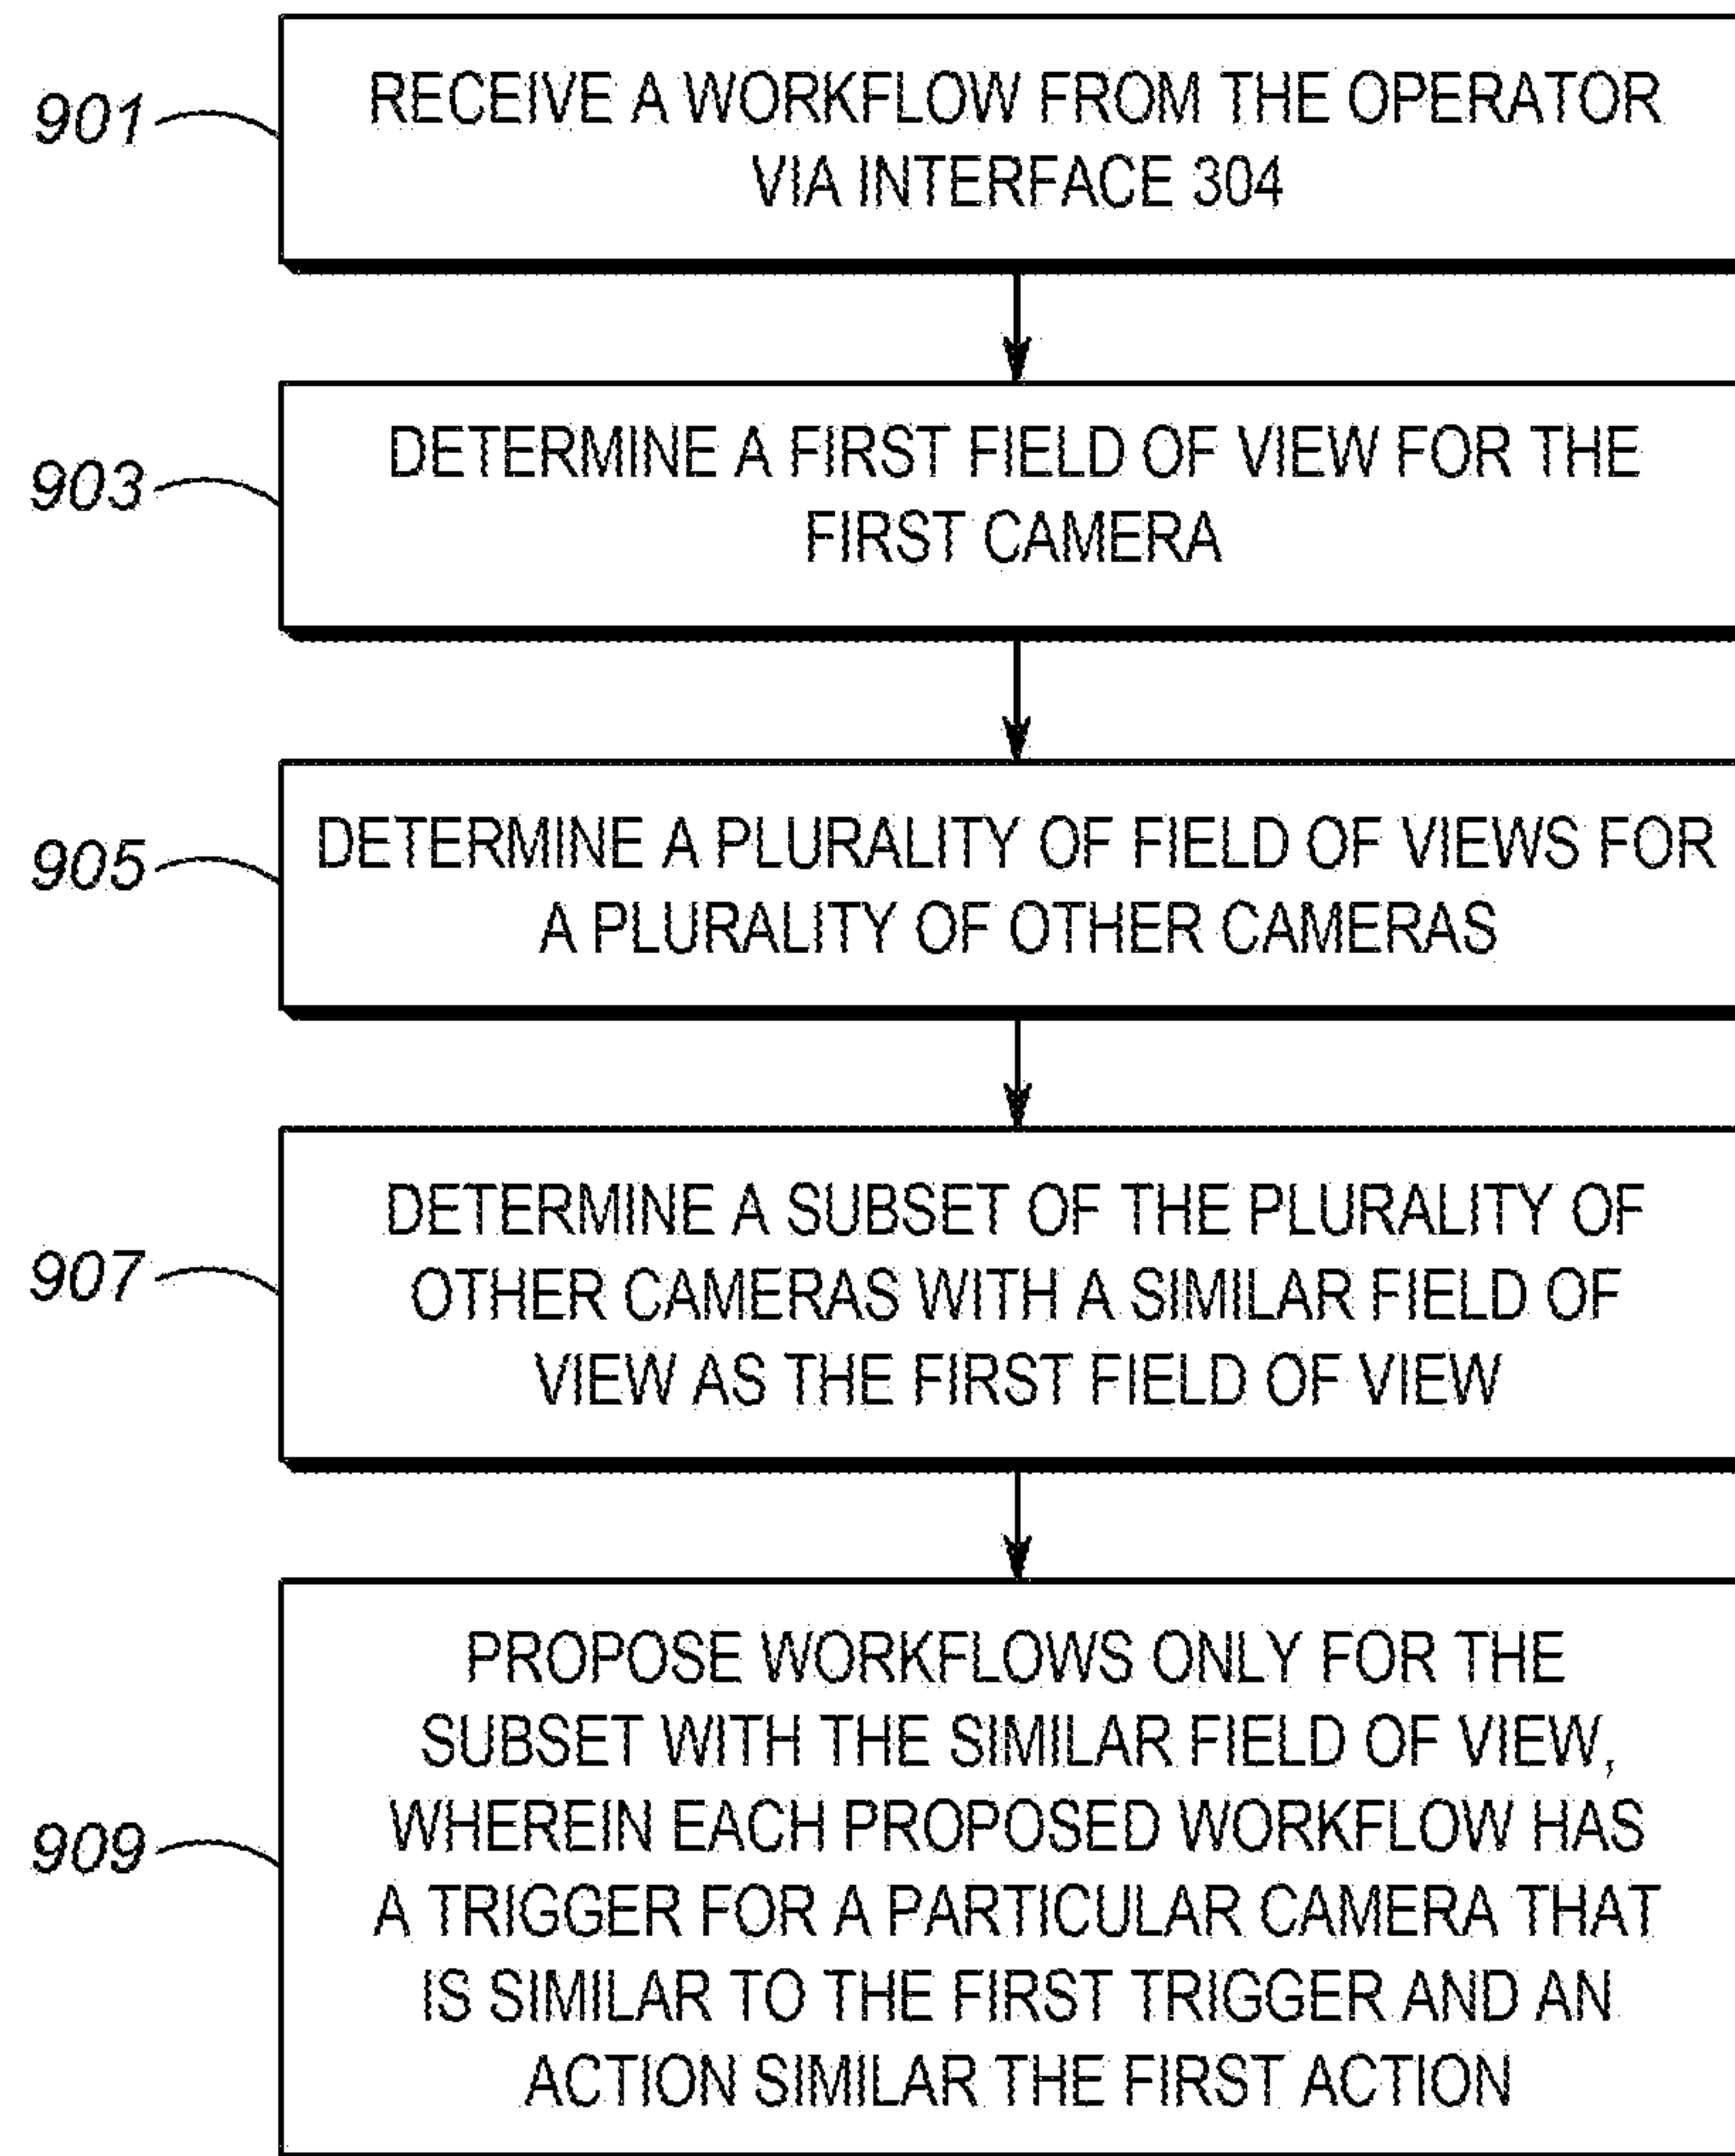 901
RECEIVE A WORKFLOW FROM THE OPERATOR
VIA INTERFACE 304
903
DETERMINE A FIRST FIELD OF VIEW FOR THE
FIRST CAMERA
905
DETERMINE A PLURALITY OF FIELD OF VIEWS FOR
A PLURALITY OF OTHER CAMERAS
907
DETERMINE A SUBSET OF THE PLURALITY OF
OTHER CAMERAS WITH A SIMILAR FIELD OF
VIEW AS THE FIRST FIELD OF VIEW
909
PROPOSE WORKFLOWS ONLY FOR THE
SUBSET WITH THE SIMILAR FIELD OF VIEW,
WHEREIN EACH PROPOSED WORKFLOW HAS
A TRIGGER FOR A PARTICULAR CAMERA THAT
IS SIMILAR TO THE FIRST TRIGGER AND AN
ACTION SIMILAR THE FIRST ACTION